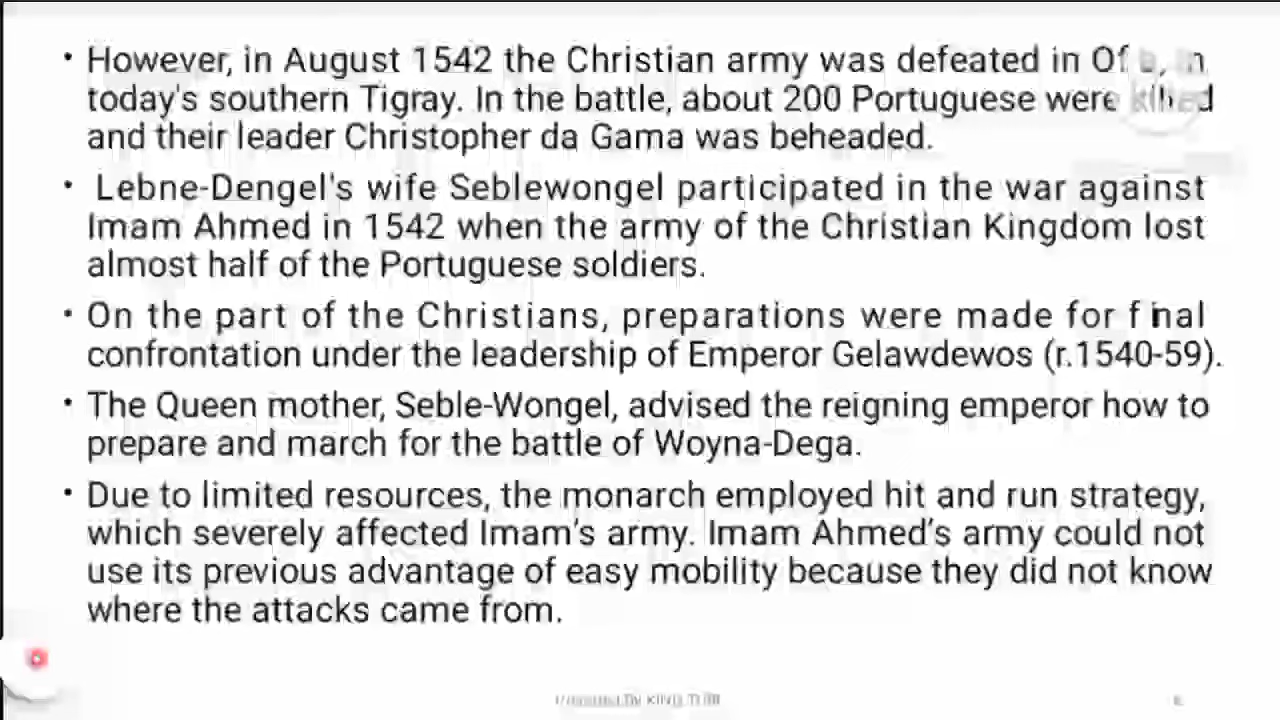 • However, in August 1542 the Christian army was defeated in Of a, in
today's southern Tigray. In the battle, about 200 Portuguese were killed
and their leader Christopher da Gama was beheaded.
• Lebne-Dengel's wife Seblewongel participated in the war against
Imam Ahmed in 1542 when the army of the Christian Kingdom lost
almost half of the Portuguese soldiers.
• On the part of the Christians, preparations were made for f inal
confrontation under the leadership of Emperor Gelawdewos (r.1540-59).
• The Queen mother, Seble-Wongel, advised the reigning emperor how to
prepare and march for the battle of Woyna-Dega.
• Due to limited resources, the monarch employed hit and run strategy,
which severely affected Imam’s army. Imam Ahmed’s army could not
use its previous advantage of easy mobility because they did not know
where the attacks came from.